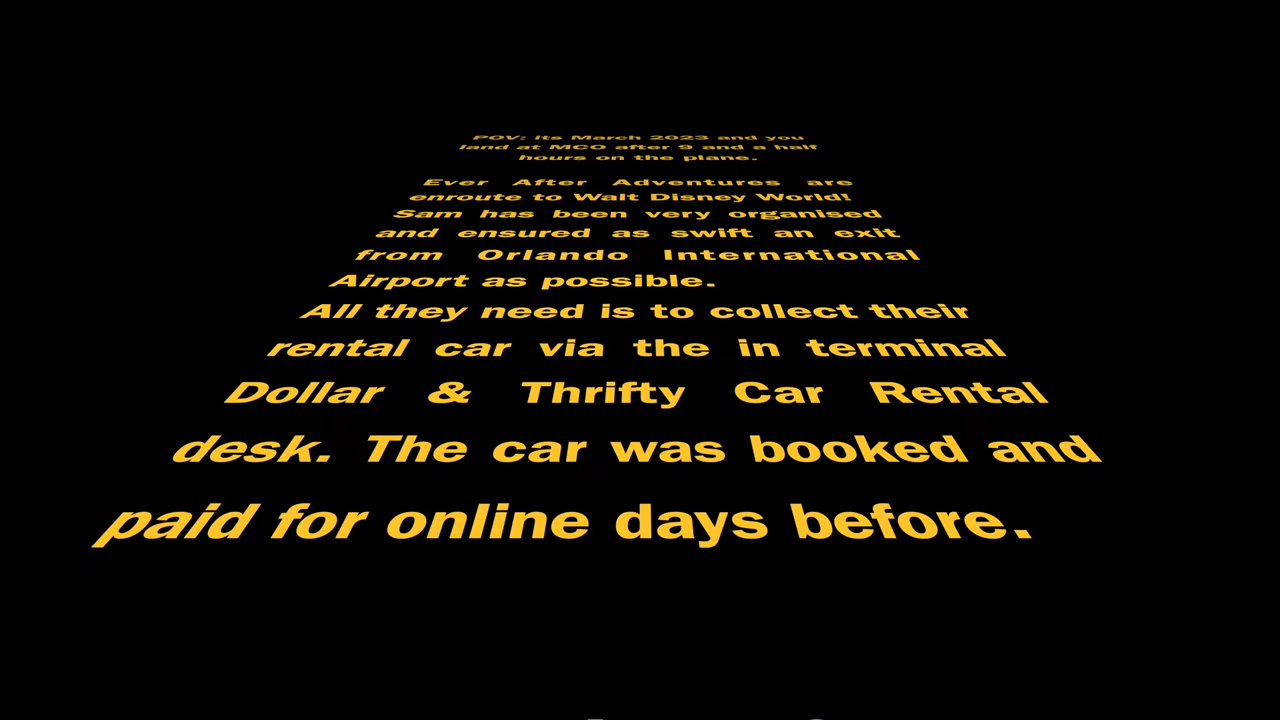 POV: its March 2023 and you
land at MCO after 9 and a half
hours on the plane.
Ever After Adventures are
enroute to Walt Disney World!
Sam has been very organised
and ensured as swift an exit
from Orlando International
Airport as possible.
All they need is to collect their
rental car via the in terminal
Dollar & Thrifty Car Rental
desk. The car was booked and
paid for online days before.